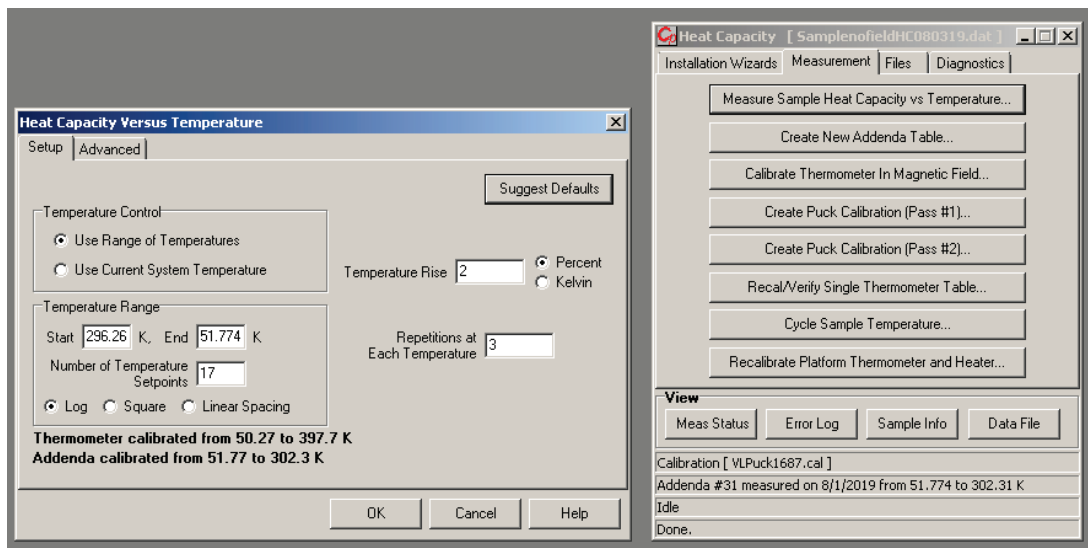 Heat Capacity Versus Temperature
Setup Advanced
Suggest Defaults
Temperature Control
Use Range of Temperatures
Use Current System Temperature
Temperature Rise 2 Percent
Kelvin
Temperature Range
Start 296.26 K, End 51.774 K
Number of Temperature
Setpoints 17
Log Square Linear Spacing
Repetitions at
Each Temperature 3
Thermometer calibrated from 50.27 to 397.7 K
Addenda calibrated from 51.77 to 302.3 K
OK Cancel Help
Heat Capacity [ SamplenofieldHC080319.dat ]
Installation Wizards Measurement Files Diagnostics
Measure Sample Heat Capacity vs Temperature...
Create New Addenda Table...
Calibrate Thermometer In Magnetic Field...
Create Puck Calibration (Pass #1)...
Create Puck Calibration (Pass #2)...
Recal/Verify Single Thermometer Table...
Cycle Sample Temperature...
Recalibrate Platform Thermometer and Heater...
View
Meas Status Error Log Sample Info Data File
Calibration [ VLPuck1687.cal ]
Addenda #31 measured on 8/1/2019 from 51.774 to 302.31 K
Idle
Done.